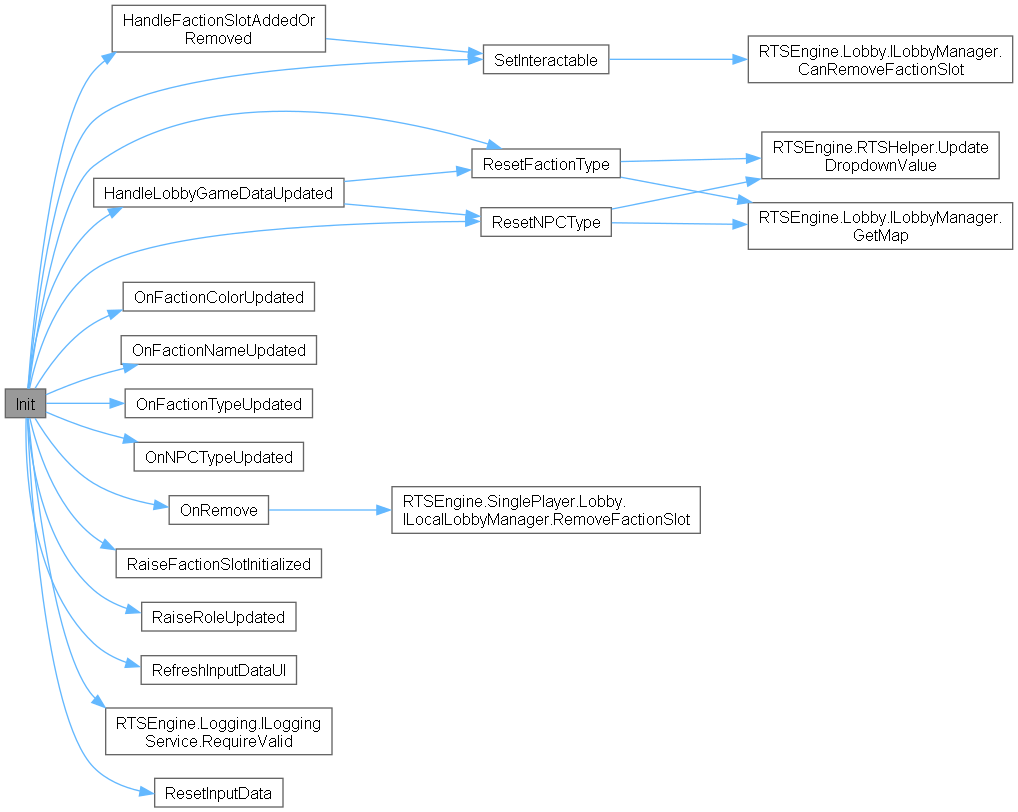 HandleFactionSlotAddedOr
Removed
SetInteractable
RTSEngine.Lobby.ILobbyManager.
CanRemoveFactionSlot
ResetFactionType
RTSEngine.RTSHelper.Update
DropdownValue
HandleLobbyGameDataUpdated
ResetNPCType
RTSEngine.Lobby.ILobbyManager.
GetMap
OnFactionColorUpdated
OnFactionNameUpdated
Init
OnFactionTypeUpdated
OnNPCTypeUpdated
OnRemove
RTSEngine.SinglePlayer.Lobby.
ILocalLobbyManager.RemoveFactionSlot
RaiseFactionSlotInitialized
RaiseRoleUpdated
RefreshInputDataUI
RTSEngine.Logging.ILogging
Service.RequireValid
ResetInputData